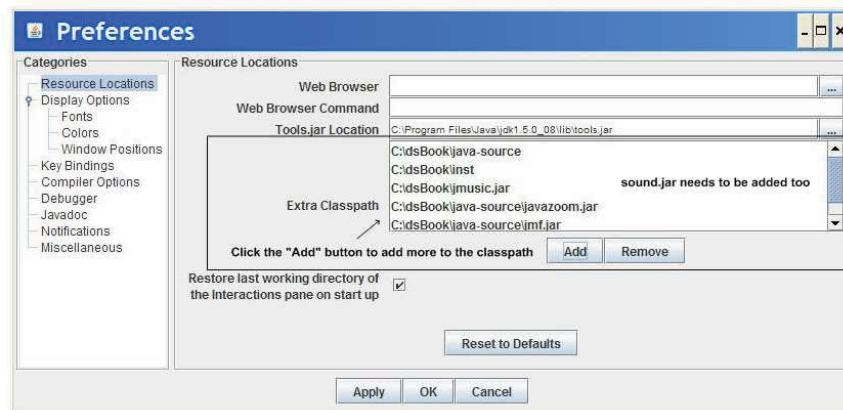 Preferences
Categories
Resource Locations
Display Options
Fonts
Colors
Window Positions
Key Bindings
Compiler Options
Debugger
Javadoc
Notifications
Miscellaneous
Resource Locations
Web Browser
...
Web Browser Command
Tools.jar Location C:\Program Files\Java\jdk1.5.0_08\lib\tools.jar ...
Extra Classpath
C:\dsBook\java-source
C:\dsBook\inst
C:\dsBook\jmusic.jar
C:\dsBook\java-source\javazoom.jar
C:\dsBook\java-source\jmf.jar
sound.jar needs to be added too
Click the "Add" button to add more to the classpath
Add Remove
Restore last working directory of
the Interactions pane on start up
Reset to Defaults
Apply OK Cancel